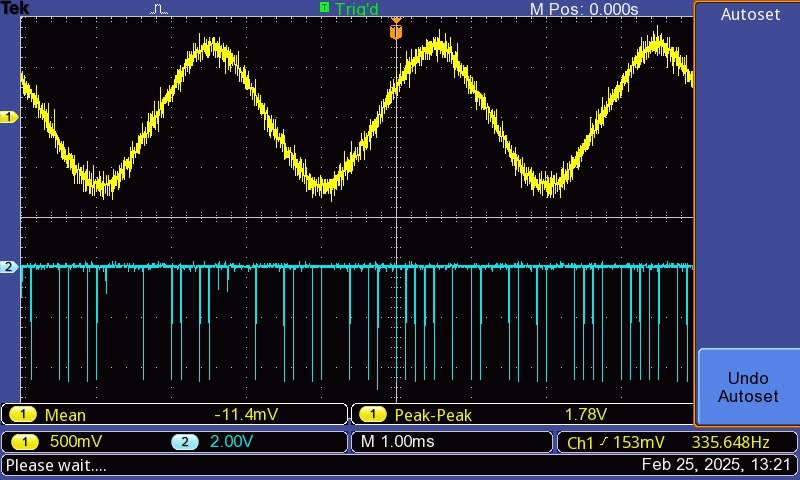 Tek
Trig'd
M Pos: 0.000s
Autoset
T
1
2
Undo
Autoset
1 Mean -11.4mV
1 Peak-Peak 1.78V
1 500mV
2 2.00V
M 1.00ms
Ch1 153mV 335.648Hz
Please wait....
Feb 25, 2025, 13:21